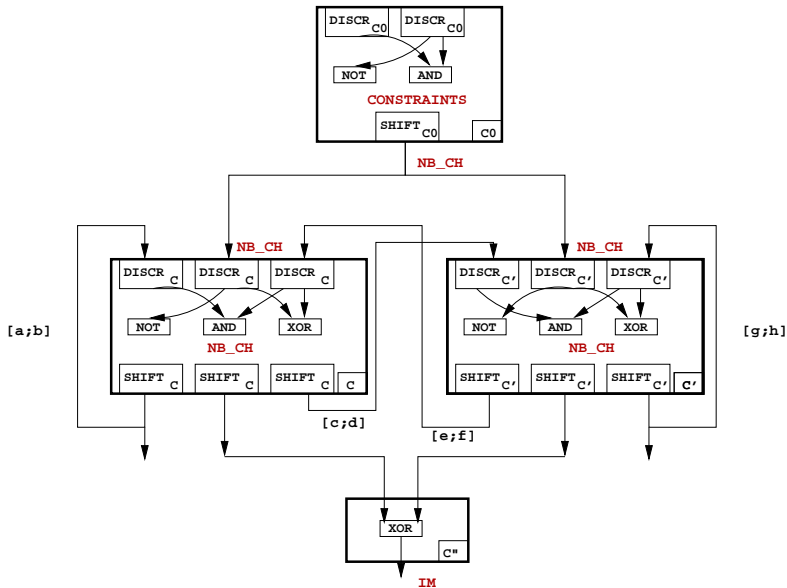 DISCR C0 DISCR C0
NOT AND
CONSTRAINTS
SHIFT C0 C0
NB_CH
NB_CH NB_CH
DISCR C DISCR C DISCR C DISCR C' DISCR C' DISCR C'
[a;b] NOT AND XOR NOT AND XOR [g;h]
NB_CH NB_CH
SHIFT C SHIFT C SHIFT C C SHIFT C' SHIFT C' SHIFT C' C'
[c;d] [e;f]
XOR
C"
IM